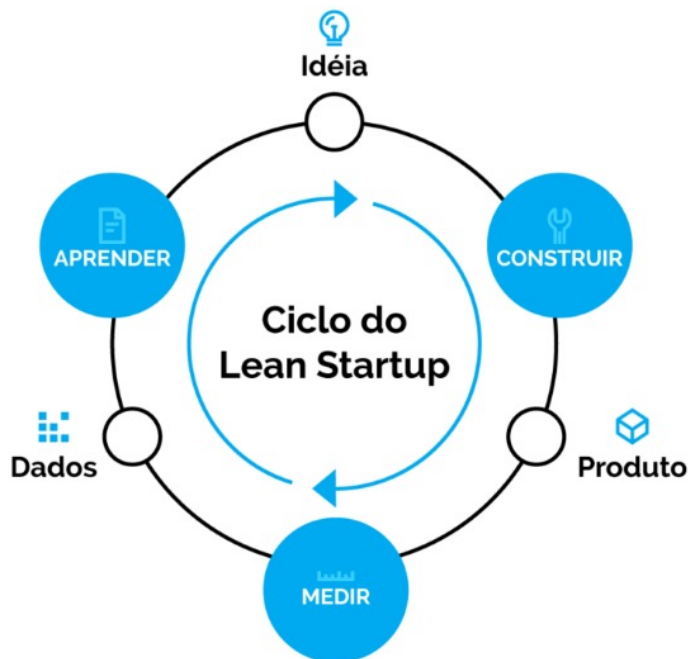 Idéia
APRENDER
CONSTRUIR
Ciclo do
Lean Startup
Dados
Produto
MEDIR